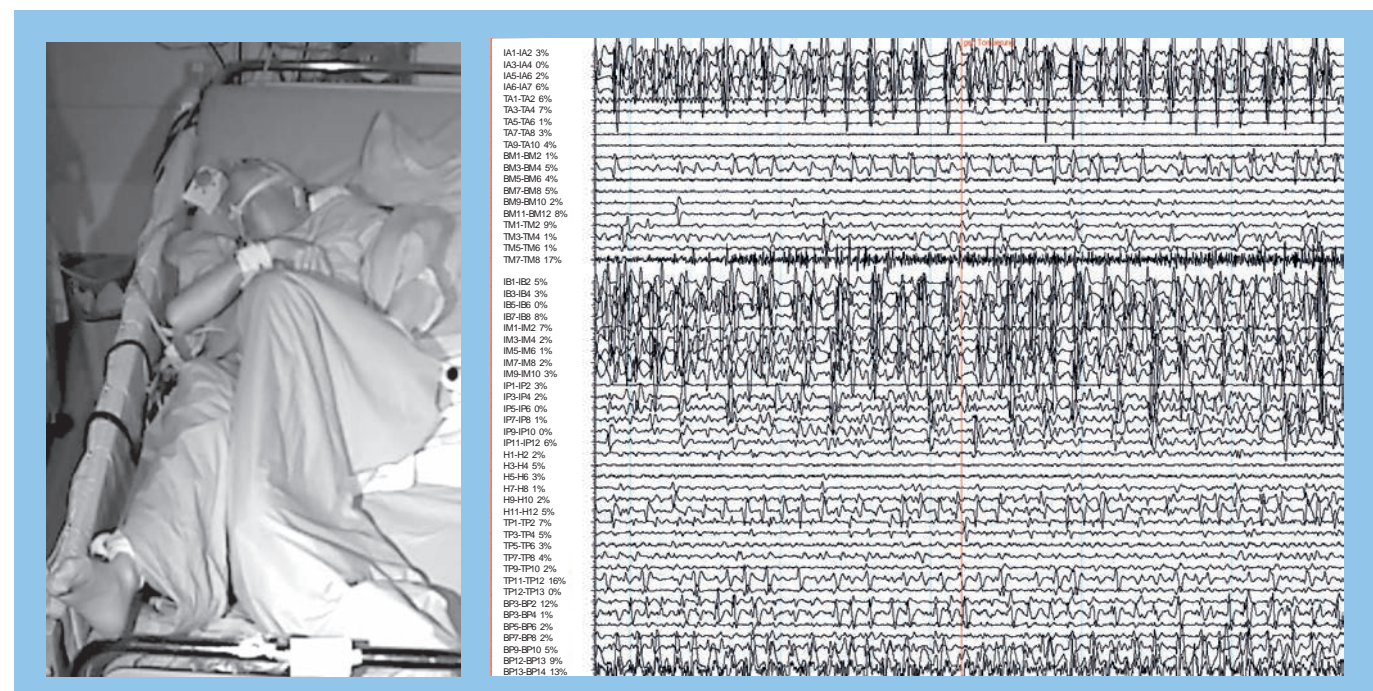 IA1-IA2 3%
IA3-IA4 0%
IA5-IA6 2%
IA6-IA7 6%
TA1-TA2 6%
TA3-TA4 7%
TA5-TA6 1%
TA7-TA8 3%
TA9-TA10 4%
BM1-BM2 1%
BM3-BM4 5%
BM5-BM6 4%
BM7-BM8 5%
BM9-BM10 2%
BM11-BM12 8%
TM1-TM2 9%
TM3-TM4 1%
TM5-TM6 1%
TM7-TM8 17%
IB1-IB2 5%
IB3-IB4 3%
IB5-IB6 0%
IB7-IB8 8%
IM1-IM2 7%
IM3-IM4 2%
IM5-IM6 1%
IM7-IM8 2%
IM9-IM10 3%
IP1-IP2 3%
IP3-IP4 2%
IP5-IP6 0%
IP7-IP8 1%
IP9-IP10 0%
IP11-IP12 6%
H1-H2 2%
H3-H4 5%
H5-H6 3%
H7-H8 1%
H9-H10 2%
H11-H12 5%
TP1-TP2 7%
TP3-TP4 5%
TP5-TP6 3%
TP7-TP8 4%
TP9-TP10 2%
TP11-TP12 16%
TP12-TP13 0%
BP3-BP2 12%
BP3-BP4 1%
BP5-BP6 2%
BP7-BP8 2%
BP9-BP10 5%
BP12-BP13 9%
BP13-BP14 13%